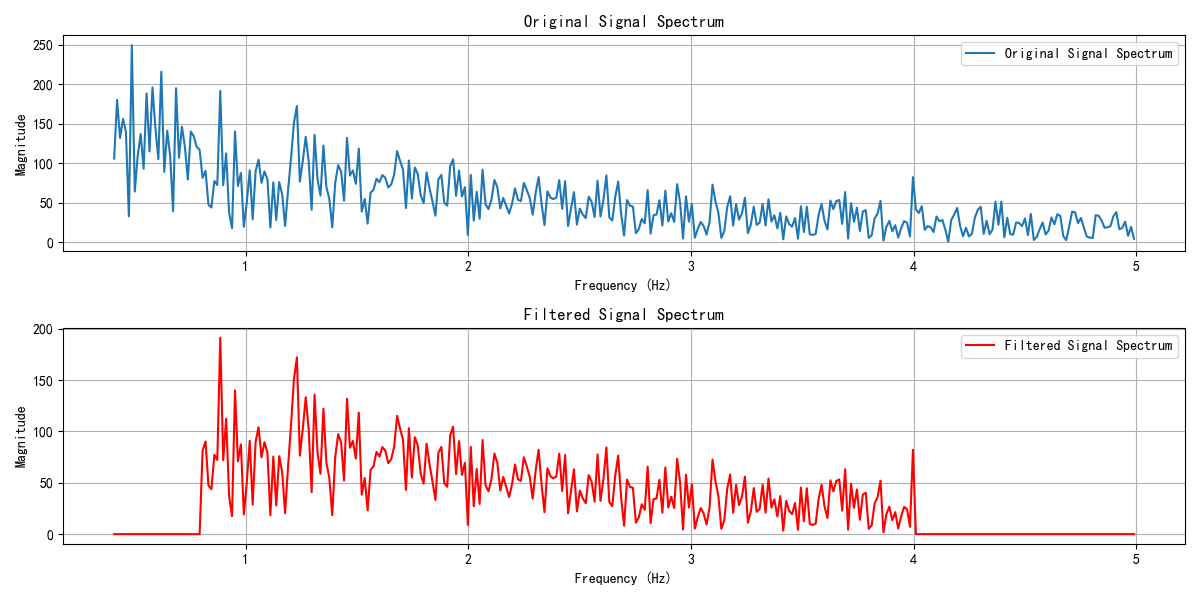 Original Signal Spectrum
250
200
150
100
50
0
Magnitude
Original Signal Spectrum
1
2
3
4
5
Frequency (Hz)
Filtered Signal Spectrum
200
150
100
50
0
Magnitude
Filtered Signal Spectrum
1
2
3
4
5
Frequency (Hz)